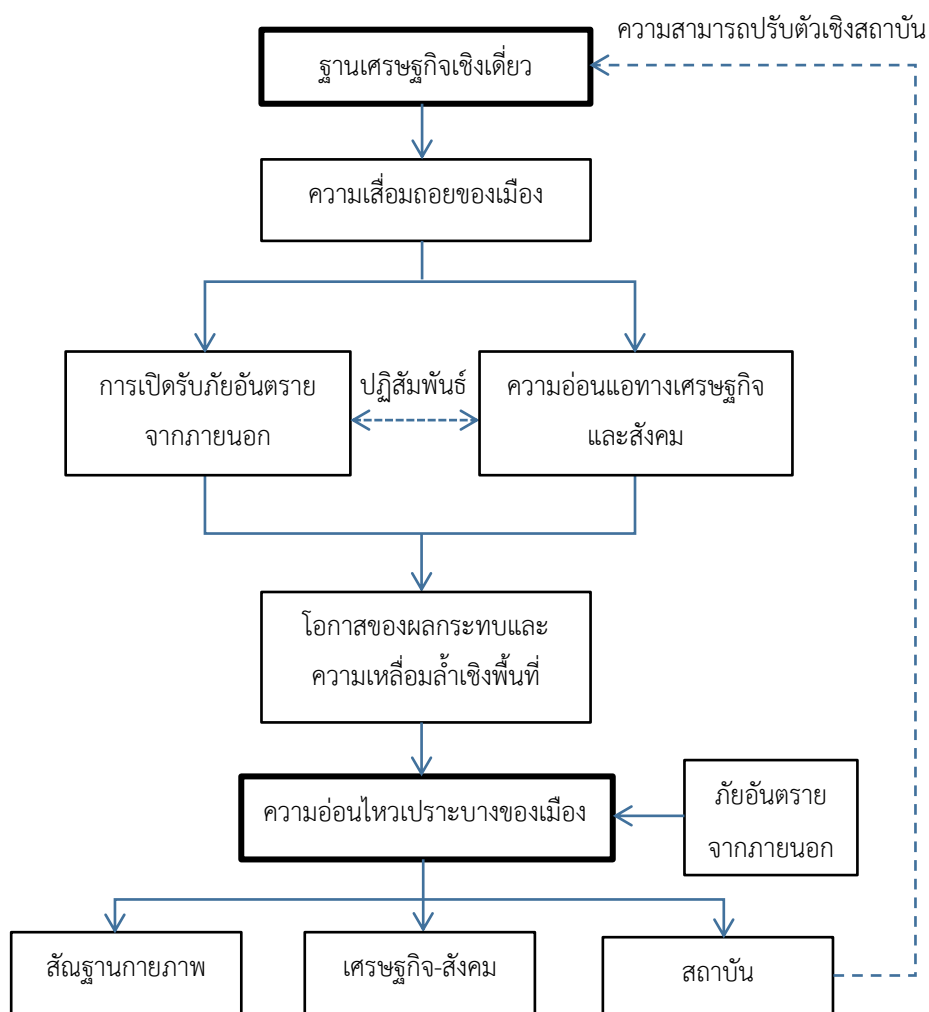 ความสามารถปรับตัวเชิงสถาบัน
ฐานเศรษฐกิจเชิงเดี่ยว
ความเสื่อมถอยของเมือง
การเปิดรับภัยอันตราย
จากภายนอก
ปฏิสัมพันธ์
ความอ่อนแอทางเศรษฐกิจ
และสังคม
โอกาสของผลกระทบและ
ความเหลื่อมล้ำเชิงพื้นที่
ความอ่อนไหวเปราะบางของเมือง
ภัยอันตราย
จากภายนอก
สัณฐานกายภาพ
เศรษฐกิจ-สังคม
สถาบัน